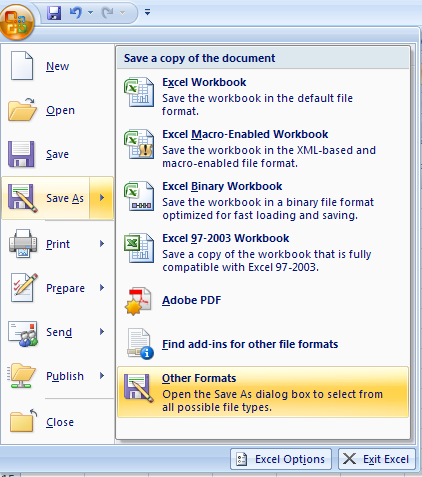 Save a copy of the document
New
Open
Save
Save As
Print
Prepare
Send
Publish
Close
Excel Workbook
Save the workbook in the default file
format.
Excel Macro-Enabled Workbook
Save the workbook in the XML-based and
macro-enabled file format.
Excel Binary Workbook
Save the workbook in a binary file format
optimized for fast loading and saving.
Excel 97-2003 Workbook
Save a copy of the workbook that is fully
compatible with Excel 97-2003.
Adobe PDF
Find add-ins for other file formats
Other Formats
Open the Save As dialog box to select from
all possible file types.
Excel Options
Exit Excel